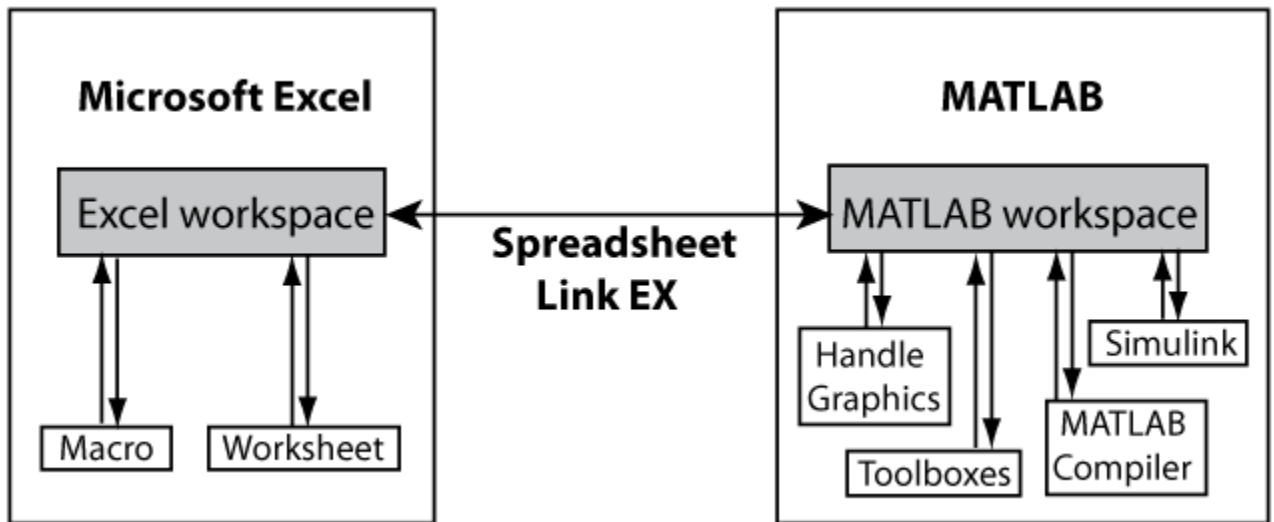 Microsoft Excel
Excel workspace
Macro
Worksheet
Spreadsheet
Link EX
MATLAB
MATLAB workspace
Handle
Graphics
Toolboxes
MATLAB
Compiler
Simulink